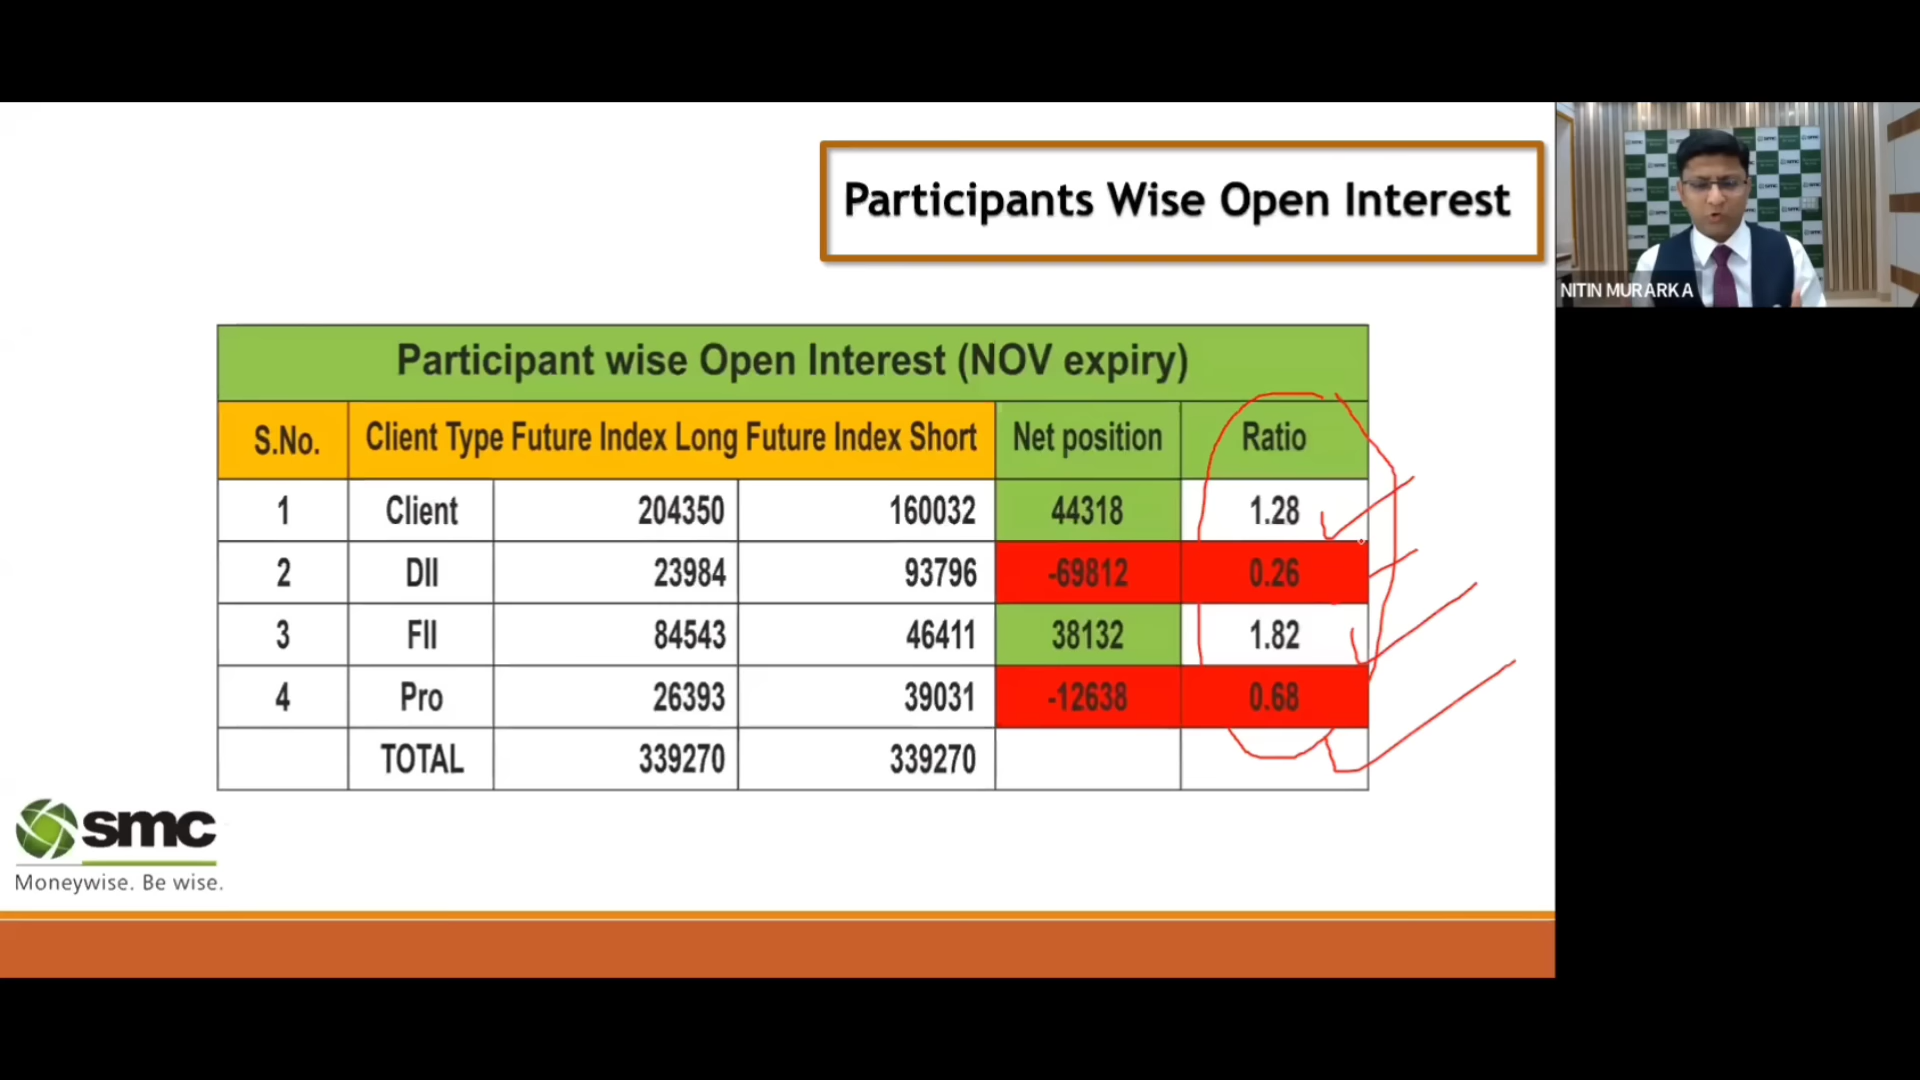 Participants Wise Open Interest
NITIN MURARKA
Participant wise Open Interest (NOV expiry)
S.No. Client Type Future Index Long Future Index Short Net position Ratio
1 Client 204350 160032 44318 1.28
2 DII 23984 93796 -69812 0.26
3 FII 84543 46411 38132 1.82
4 Pro 26393 39031 -12638 0.68
TOTAL 339270 339270
smc
Moneywise. Be wise.